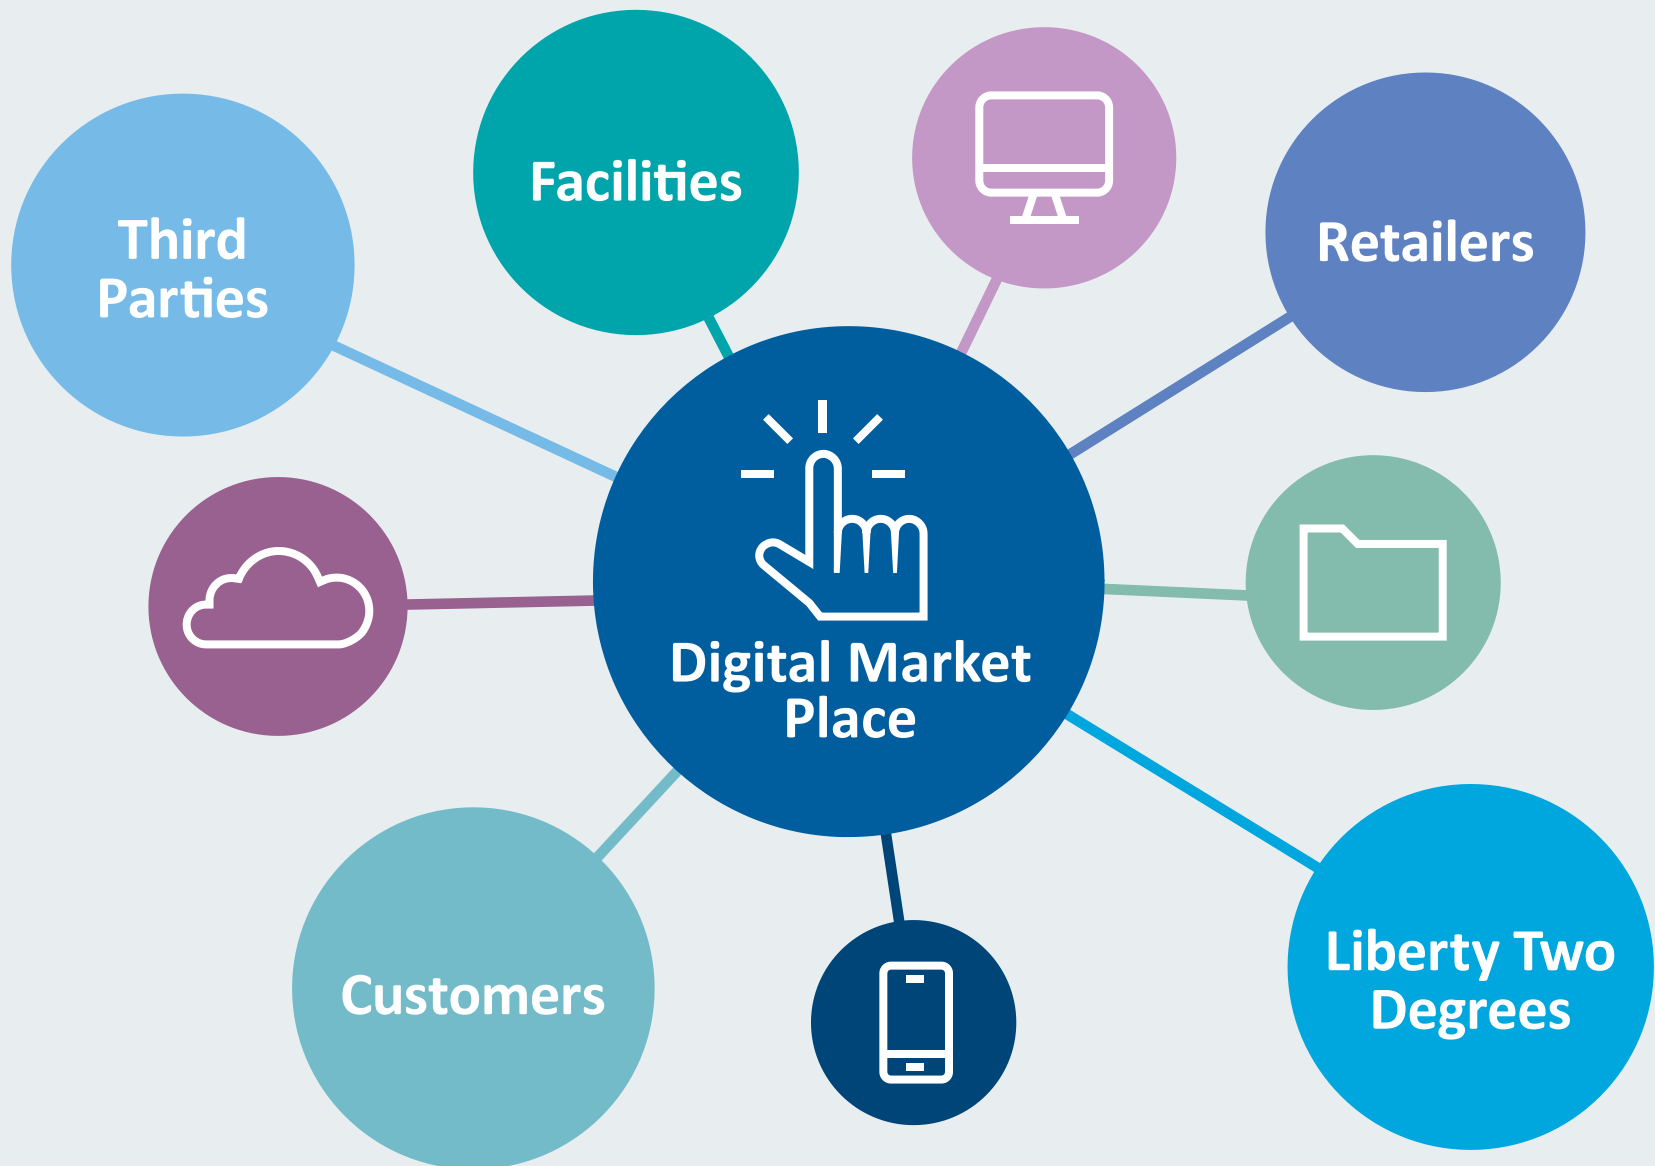 Facilities
Third
Parties
Retailers
Digital Market
Place
Customers
Liberty Two
Degrees